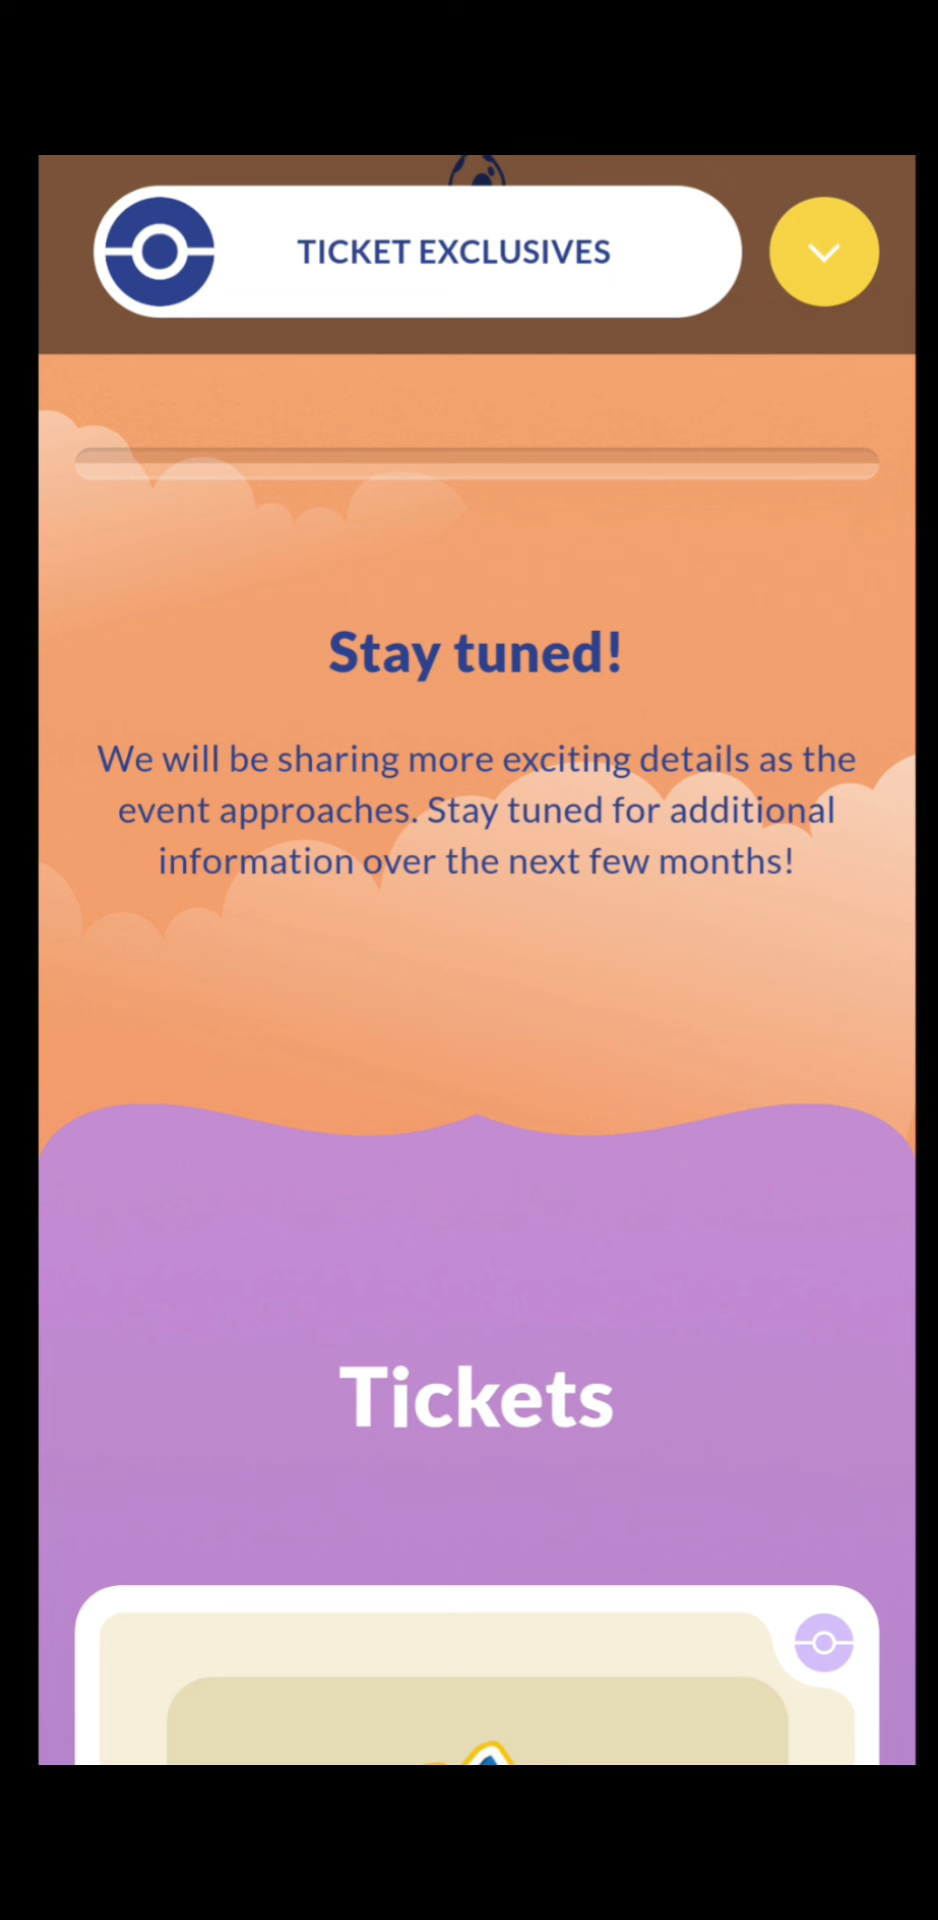 TICKET EXCLUSIVES
Stay tuned!
We will be sharing more exciting details as the
event approaches. Stay tuned for additional
information over the next few months!
Tickets